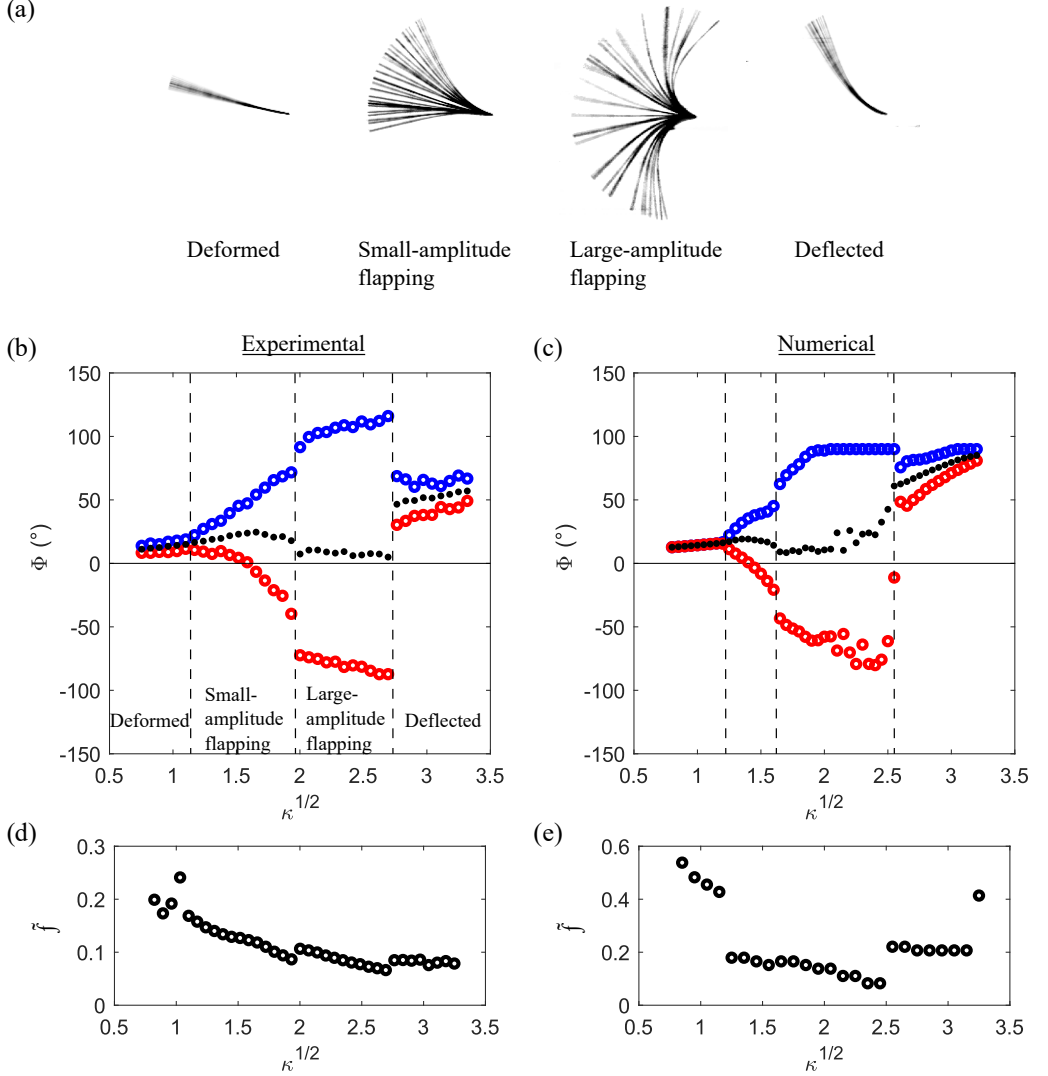 (a)
Deformed
Small-amplitude
flapping
Large-amplitude
flapping
Deflected
(b)
Experimental
150
100
50
0
-50
-100
-150
Φ (°)
Deformed
Small-
amplitude
flapping
Large-
amplitude
flapping
Deflected
0.5
1
1.5
2
2.5
3
3.5
κ^1/2
(c)
Numerical
150
100
50
0
-50
-100
-150
Φ (°)
0.5
1
1.5
2
2.5
3
3.5
κ^1/2
(d)
0.3
0.2
0.1
0
f̃
0.5
1
1.5
2
2.5
3
3.5
κ^1/2
(e)
0.6
0.4
0.2
0
f̃
0.5
1
1.5
2
2.5
3
3.5
κ^1/2